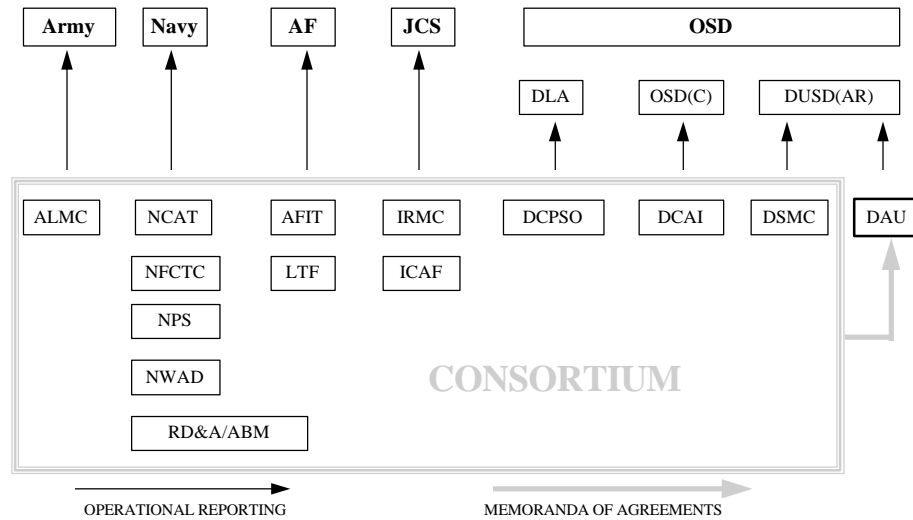 Army Navy AF JCS OSD
DLA OSD(C) DUSD(AR)
ALMC NCAT AFIT IRMC DCPSO DCAI DSMC DAU
NFCTC LTF ICAF
NPS
NWAD
CONSORTIUM
RD&A/ABM
OPERATIONAL REPORTING MEMORANDA OF AGREEMENTS